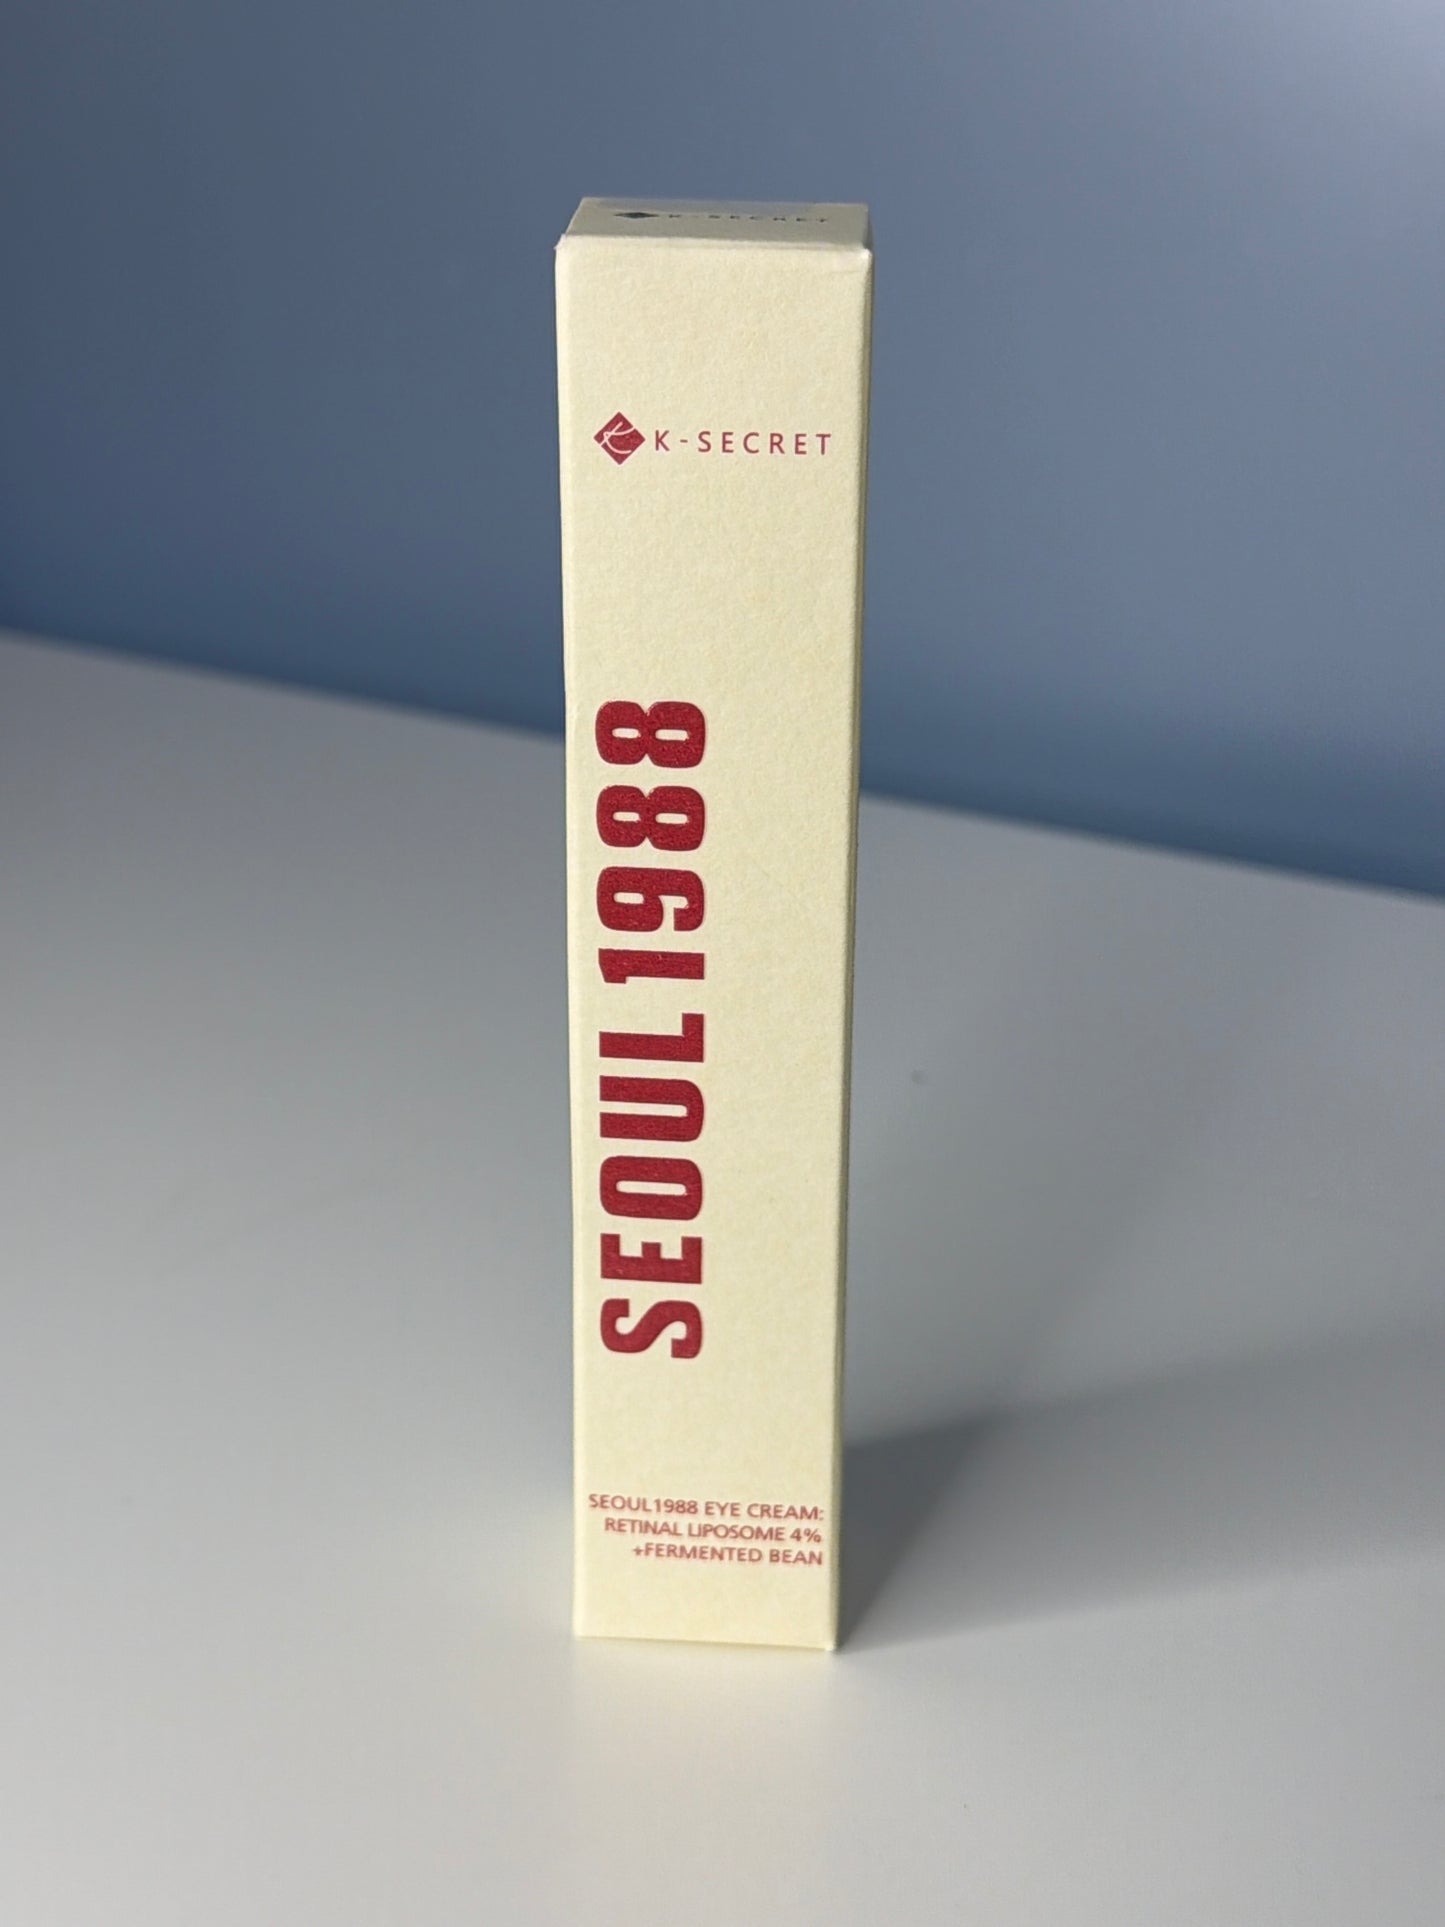 K-SECRET
K-SECRET
SEOUL1988
SEOUL1988 EYE CREAM:
RETINAL LIPOSOME 4%
+FERMENTED BEAN